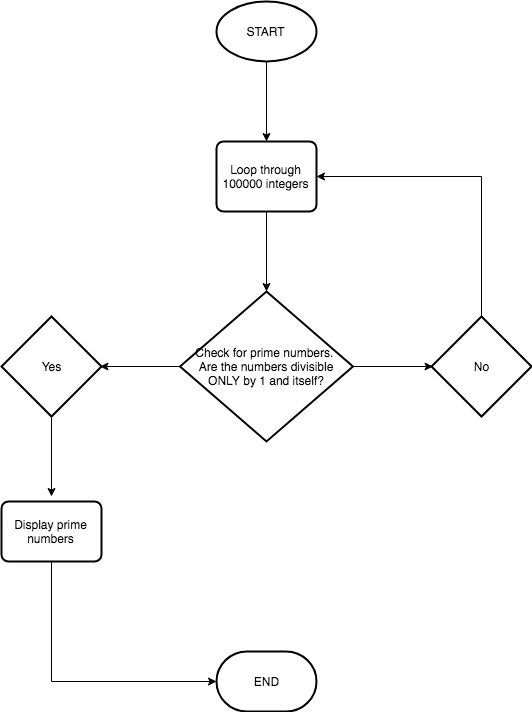 START
Loop through
100000 integers
Check for prime numbers.
Are the numbers divisible
ONLY by 1 and itself?
Yes
No
Display prime
numbers
END